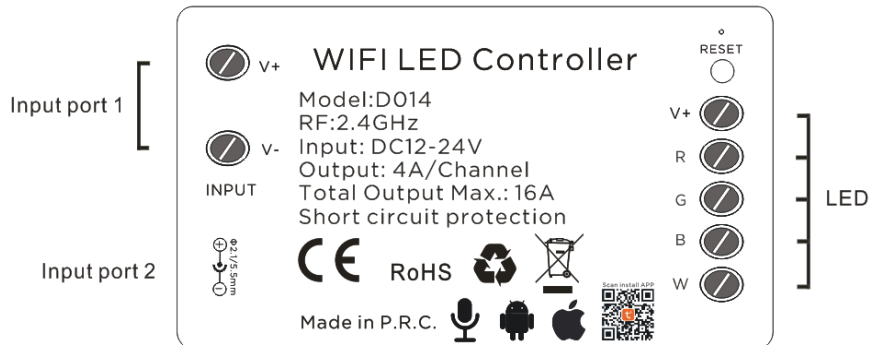 WIFI LED Controller
Model:D014
RF:2.4GHz
Input: DC12-24V
Output: 4A/Channel
Total Output Max.: 16A
Short circuit protection
CE RoHS
Made in P.R.C.
Scan install APP
Input port 1
V+
V-
INPUT
Input port 2
Φ2.1/5.5mm
RESET
V+
R
G
B
W
LED